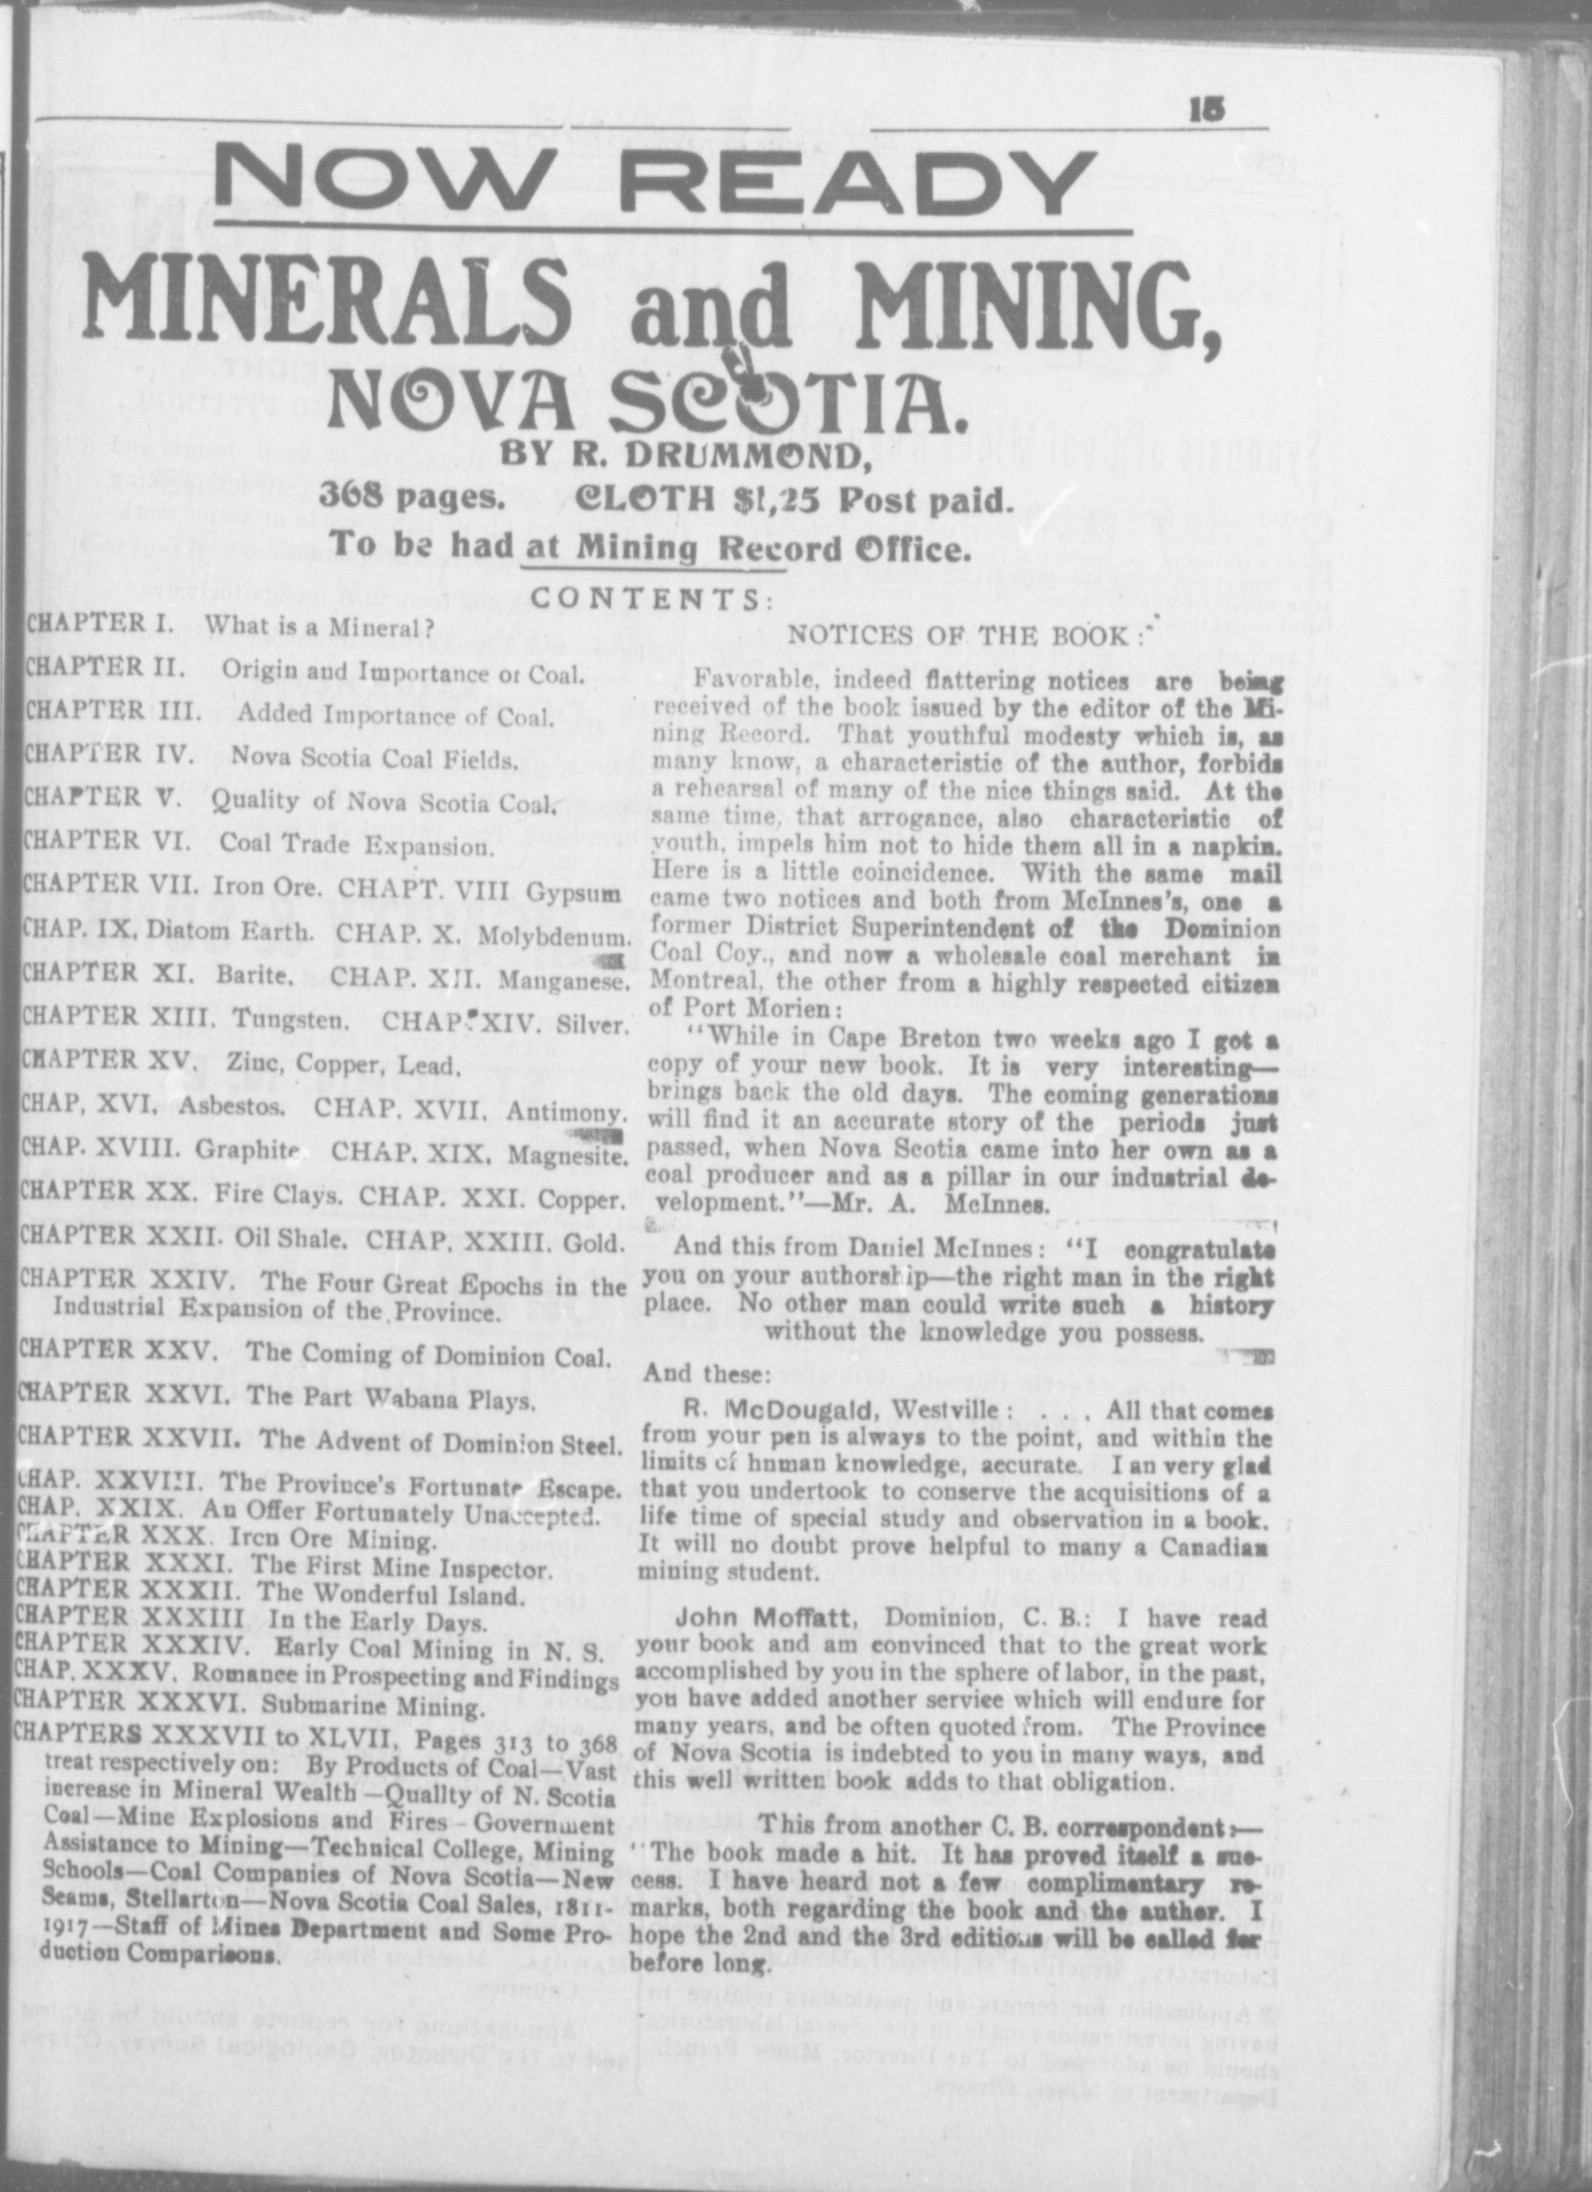 15
NOW READY
MINERALS and MINING,
NOVA SCOTIA.
BY R. DRUMMOND,
368 pages. CLOTH $1,25 Post paid.
To be had at Mining Record Office.
CONTENTS:
CHAPTER I. What is a Mineral?
CHAPTER II. Origin and Importance of Coal.
CHAPTER III. Added Importance of Coal.
CHAPTER IV. Nova Scotia Coal Fields.
CHAPTER V. Quality of Nova Scotia Coal.
CHAPTER VI. Coal Trade Expansion.
CHAPTER VII. Iron Ore. CHAPT. VIII Gypsum
CHAP. IX. Diatom Earth. CHAP. X. Molybdenum.
CHAPTER XI. Barite. CHAP. XII. Manganese.
CHAPTER XIII. Tungsten. CHAP. XIV. Silver.
CHAPTER XV. Zinc, Copper, Lead.
CHAP, XVI. Asbestos. CHAP. XVII. Antimony.
CHAP. XVIII. Graphite. CHAP. XIX. Magnesite.
CHAPTER XX. Fire Clays. CHAP. XXI. Copper.
CHAPTER XXII. Oil Shale. CHAP. XXIII. Gold.
CHAPTER XXIV. The Four Great Epochs in the
Industrial Expansion of the Province.
CHAPTER XXV. The Coming of Dominion Coal.
CHAPTER XXVI. The Part Wabana Plays.
CHAPTER XXVII. The Advent of Dominion Steel.
CHAP. XXVIII. The Province's Fortunate Escape.
CHAP. XXIX. An Offer Fortunately Unaccepted.
CHAPTER XXX. Iron Ore Mining.
CHAPTER XXXI. The First Mine Inspector.
CHAPTER XXXII. The Wonderful Island.
CHAPTER XXXIII In the Early Days.
CHAPTER XXXIV. Early Coal Mining in N. S.
CHAP. XXXV. Romance in Prospecting and Findings
CHAPTER XXXVI. Submarine Mining.
CHAPTERS XXXVII to XLVII, Pages 313 to 368
treat respectively on: By Products of Coal—Vast
increase in Mineral Wealth—Quallty of N. Scotia
Coal—Mine Explosions and Fires—Government
Assistance to Mining—Technical College, Mining
Schools—Coal Companies of Nova Scotia—New
Seams, Stellarton—Nova Scotia Coal Sales, 1811-
1917—Staff of Mines Department and Some Pro-
duction Comparisons.
NOTICES OF THE BOOK:
Favorable, indeed flattering notices are being
received of the book issued by the editor of the Mi-
ning Record. That youthful modesty which is, as
many know, a characteristic of the author, forbids
a rehearsal of many of the nice things said. At the
same time, that arrogance, also characteristic of
youth, impels him not to hide them all in a napkin.
Here is a little coincidence. With the same mail
came two notices and both from McInnes's, one a
former District Superintendent of the Dominion
Coal Coy., and now a wholesale coal merchant in
Montreal, the other from a highly respected citizen
of Port Morien:
"While in Cape Breton two weeks ago I got a
copy of your new book. It is very interesting—
brings back the old days. The coming generations
will find it an accurate story of the periods just
passed, when Nova Scotia came into her own as a
coal producer and as a pillar in our industrial de-
velopment."—Mr. A. McInnes.
And this from Daniel McInnes: "I congratulate
you on your authorship—the right man in the right
place. No other man could write such a history
without the knowledge you possess.
And these:
R. McDougald, Westville: . . . All that comes
from your pen is always to the point, and within the
limits of hnman knowledge, accurate. I an very glad
that you undertook to conserve the acquisitions of a
life time of special study and observation in a book.
It will no doubt prove helpful to many a Canadian
mining student.
John Moffatt, Dominion, C. B.: I have read
your book and am convinced that to the great work
accomplished by you in the sphere of labor, in the past,
you have added another service which will endure for
many years, and be often quoted from. The Province
of Nova Scotia is indebted to you in many ways, and
this well written book adds to that obligation.
This from another C. B. correspondent:—
"The book made a hit. It has proved itself a suc-
cess. I have heard not a few complimentary re-
marks, both regarding the book and the author. I
hope the 2nd and the 3rd editions will be called for
before long.